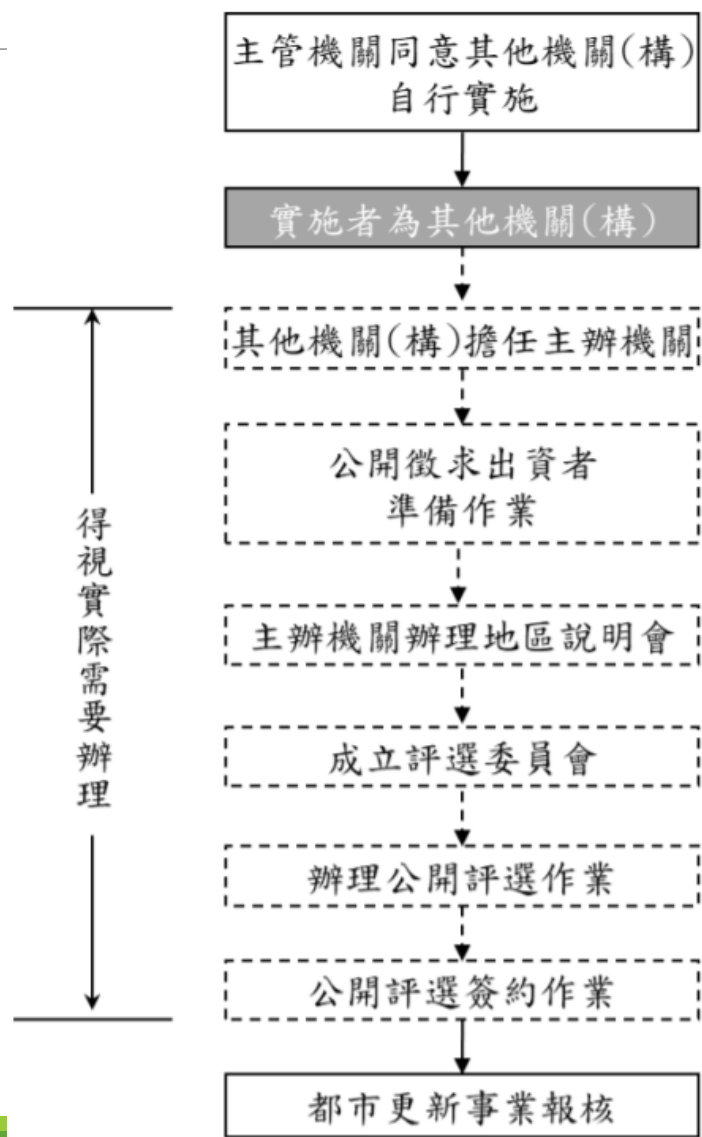 主管機關同意其他機關(構)
自行實施
實施者為其他機關(構)
其他機關(構)擔任主辦機關
公開徵求出資者
準備作業
主辦機關辦理地區說明會
成立評選委員會
辦理公開評選作業
公開評選簽約作業
都市更新事業報核
得視實際需要辦理